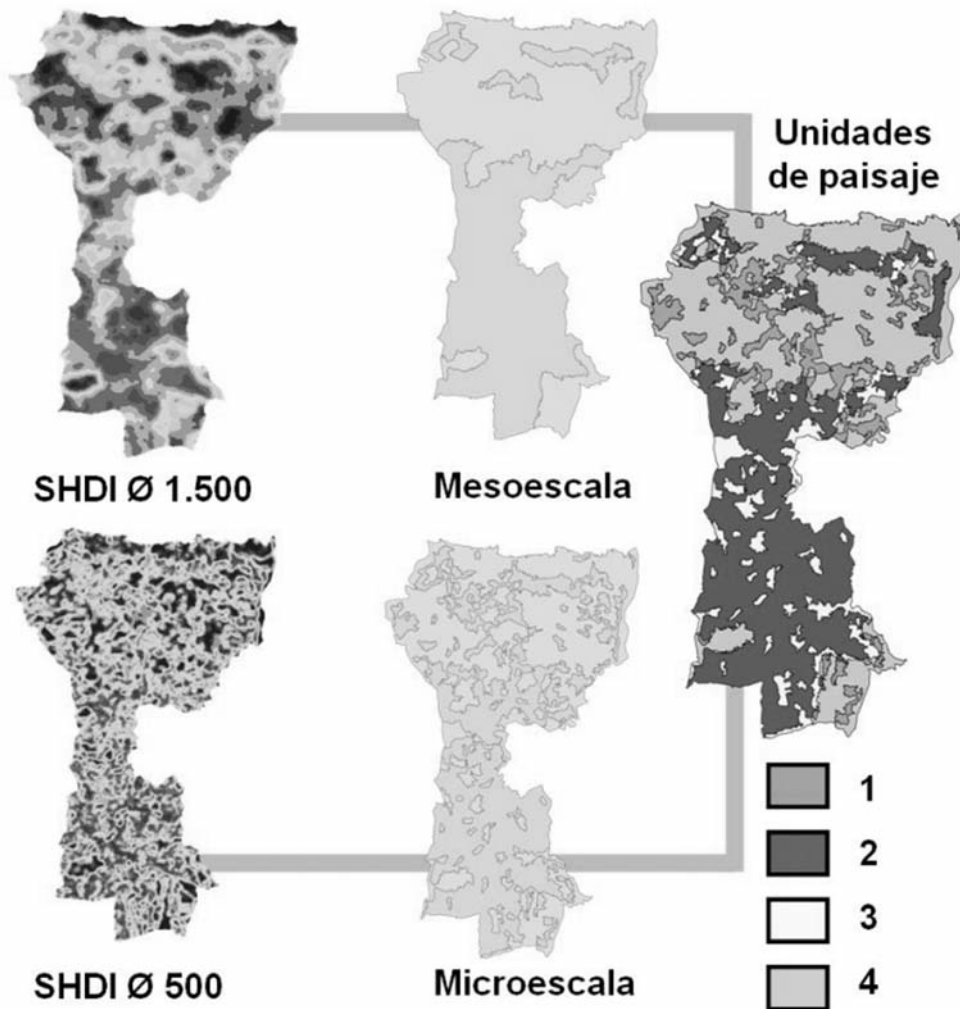 Unidades
de paisaje
SHDI Ø 1.500
Mesoescala
SHDI Ø 500
Microescala
1
2
3
4